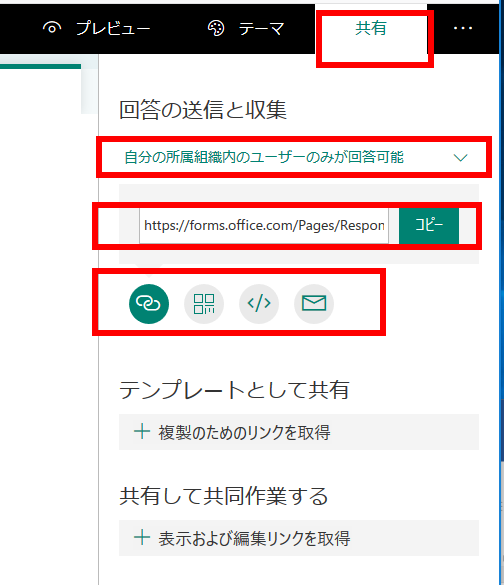 プレビュー テーマ 共有 ...
回答の送信と収集
自分の所属組織内のユーザーのみが回答可能
https://forms.office.com/Pages/Respon コピー
</>
テンプレートとして共有
+ 複製のためのリンクを取得
共有して共同作業する
+ 表示および編集リンクを取得